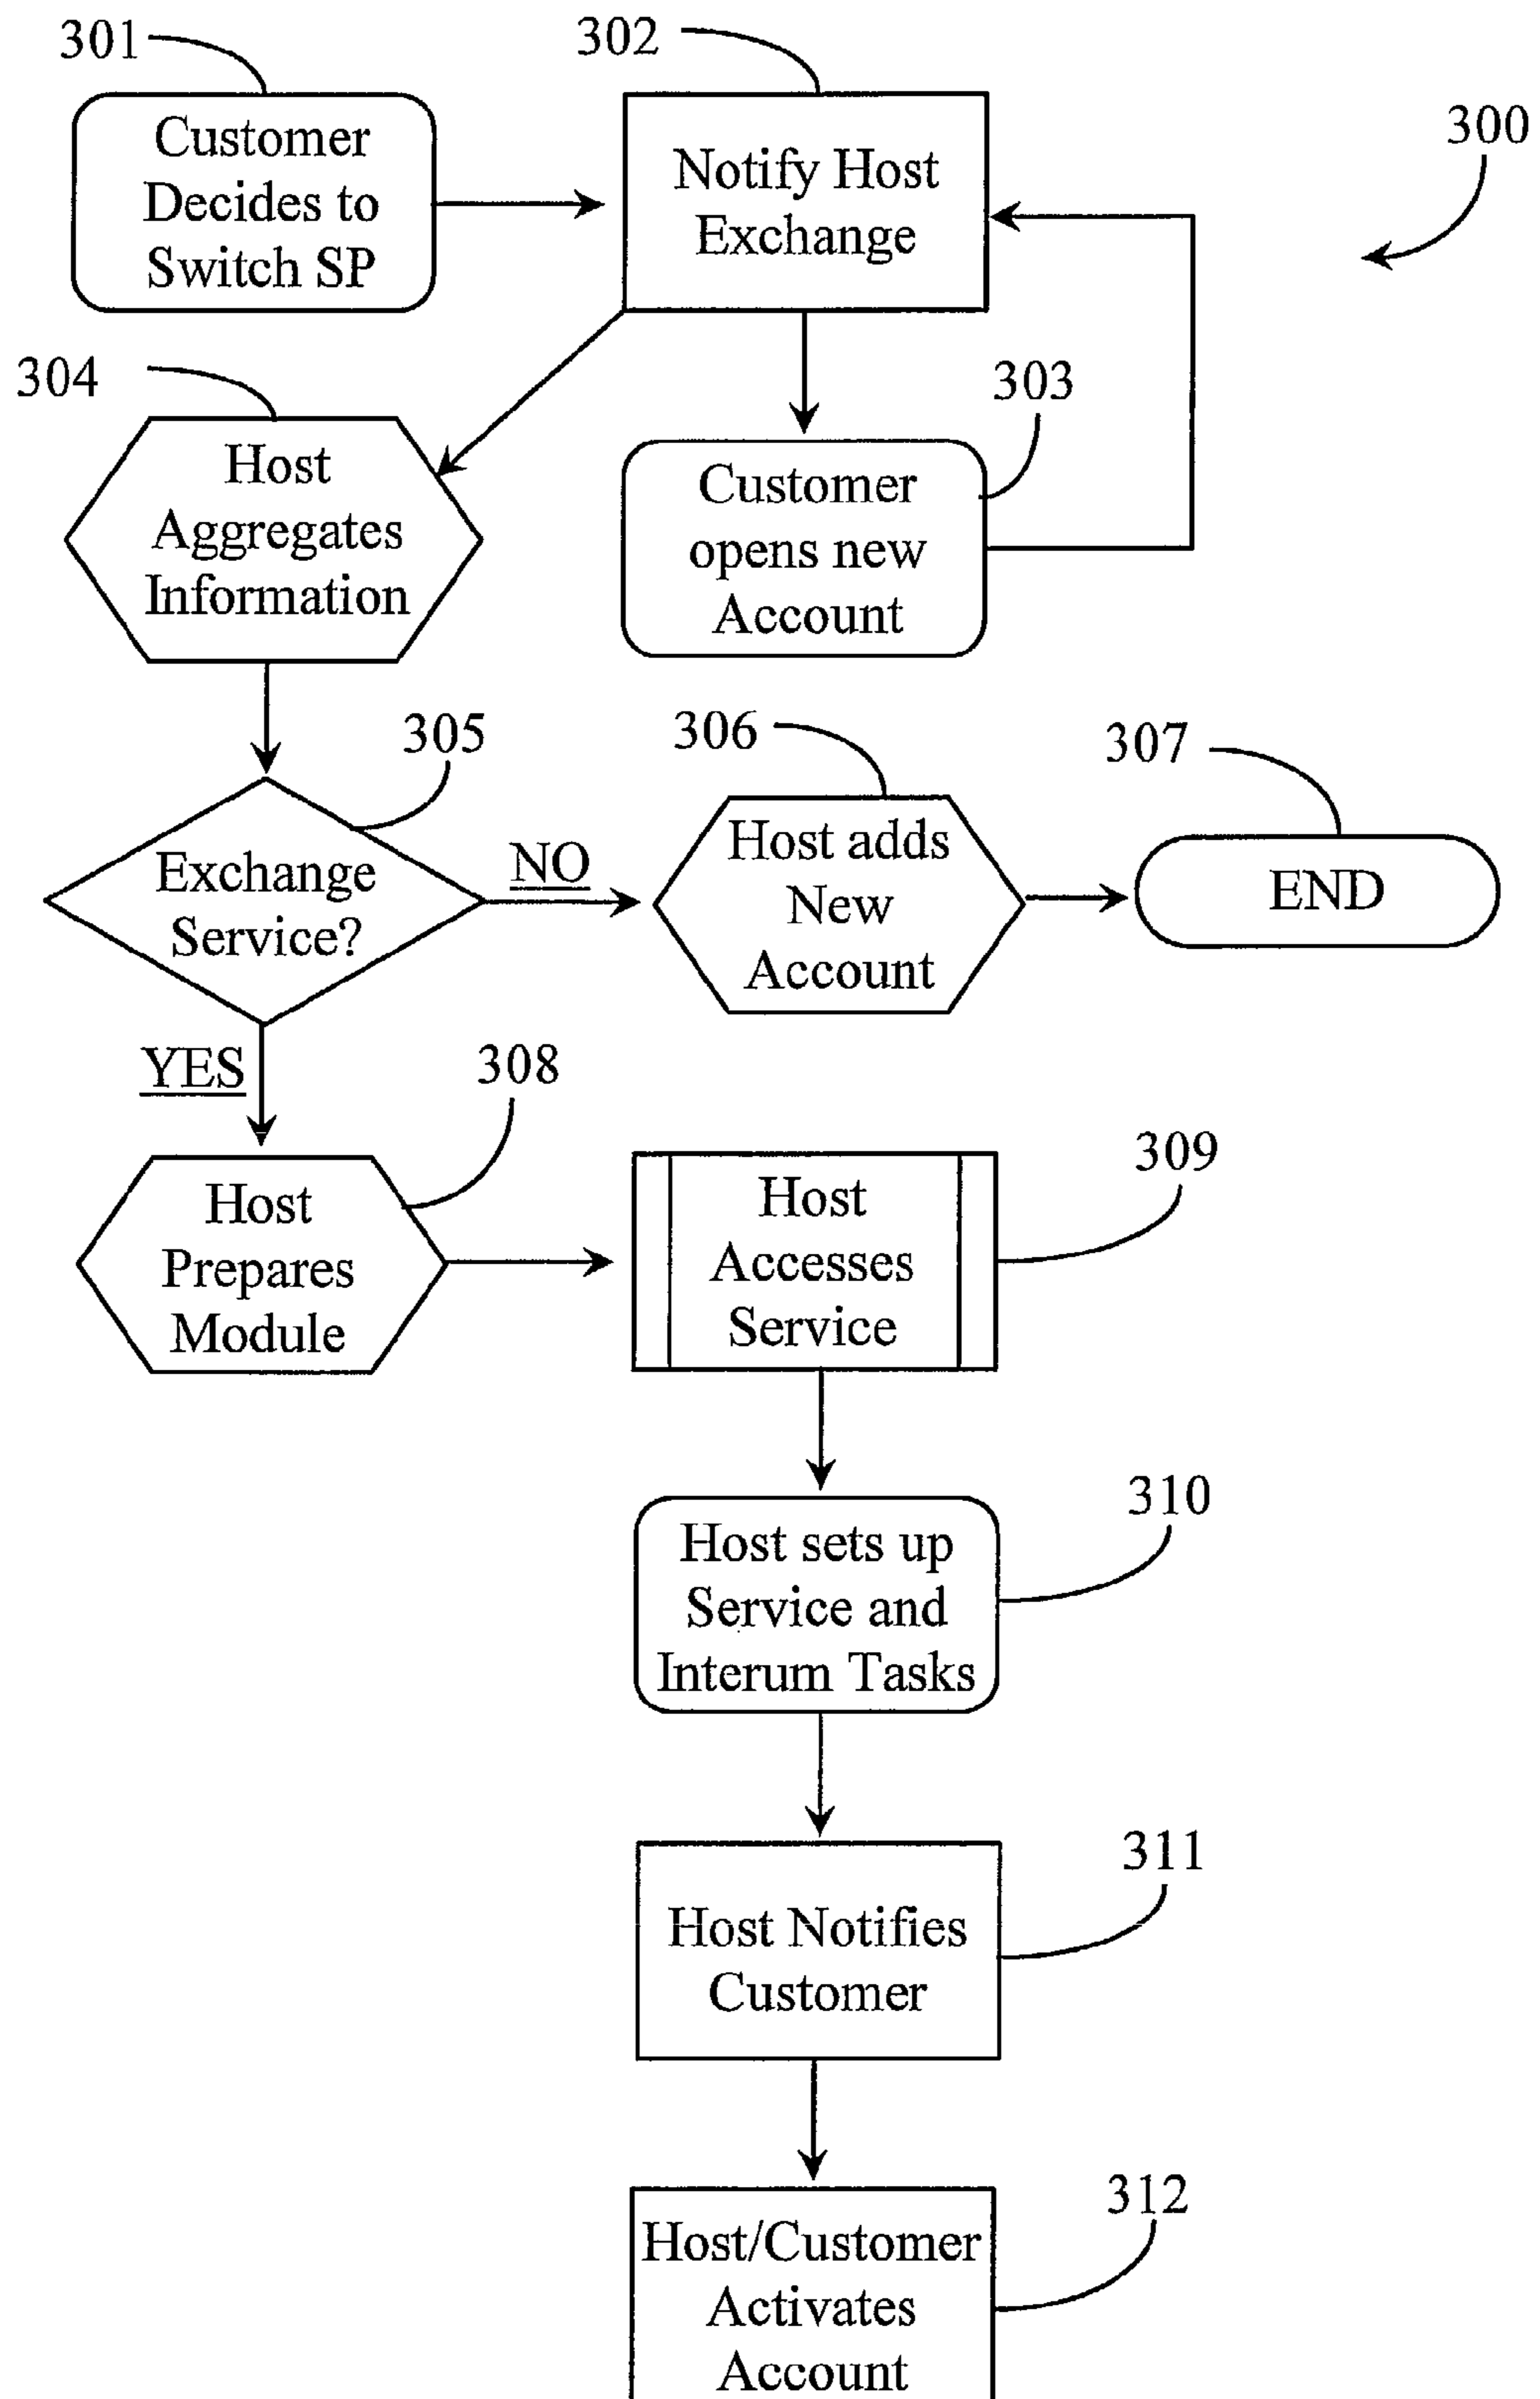 301
302
300
Customer
Decides to
Switch SP
Notify Host
Exchange
304
303
Host
Aggregates
Information
Customer
opens new
Account
305
306
307
Exchange
Service?
NO
Host adds
New
Account
END
YES
308
309
Host
Prepares
Module
Host
Accesses
Service
310
Host sets up
Service and
Interum Tasks
311
Host Notifies
Customer
312
Host/Customer
Activates
Account